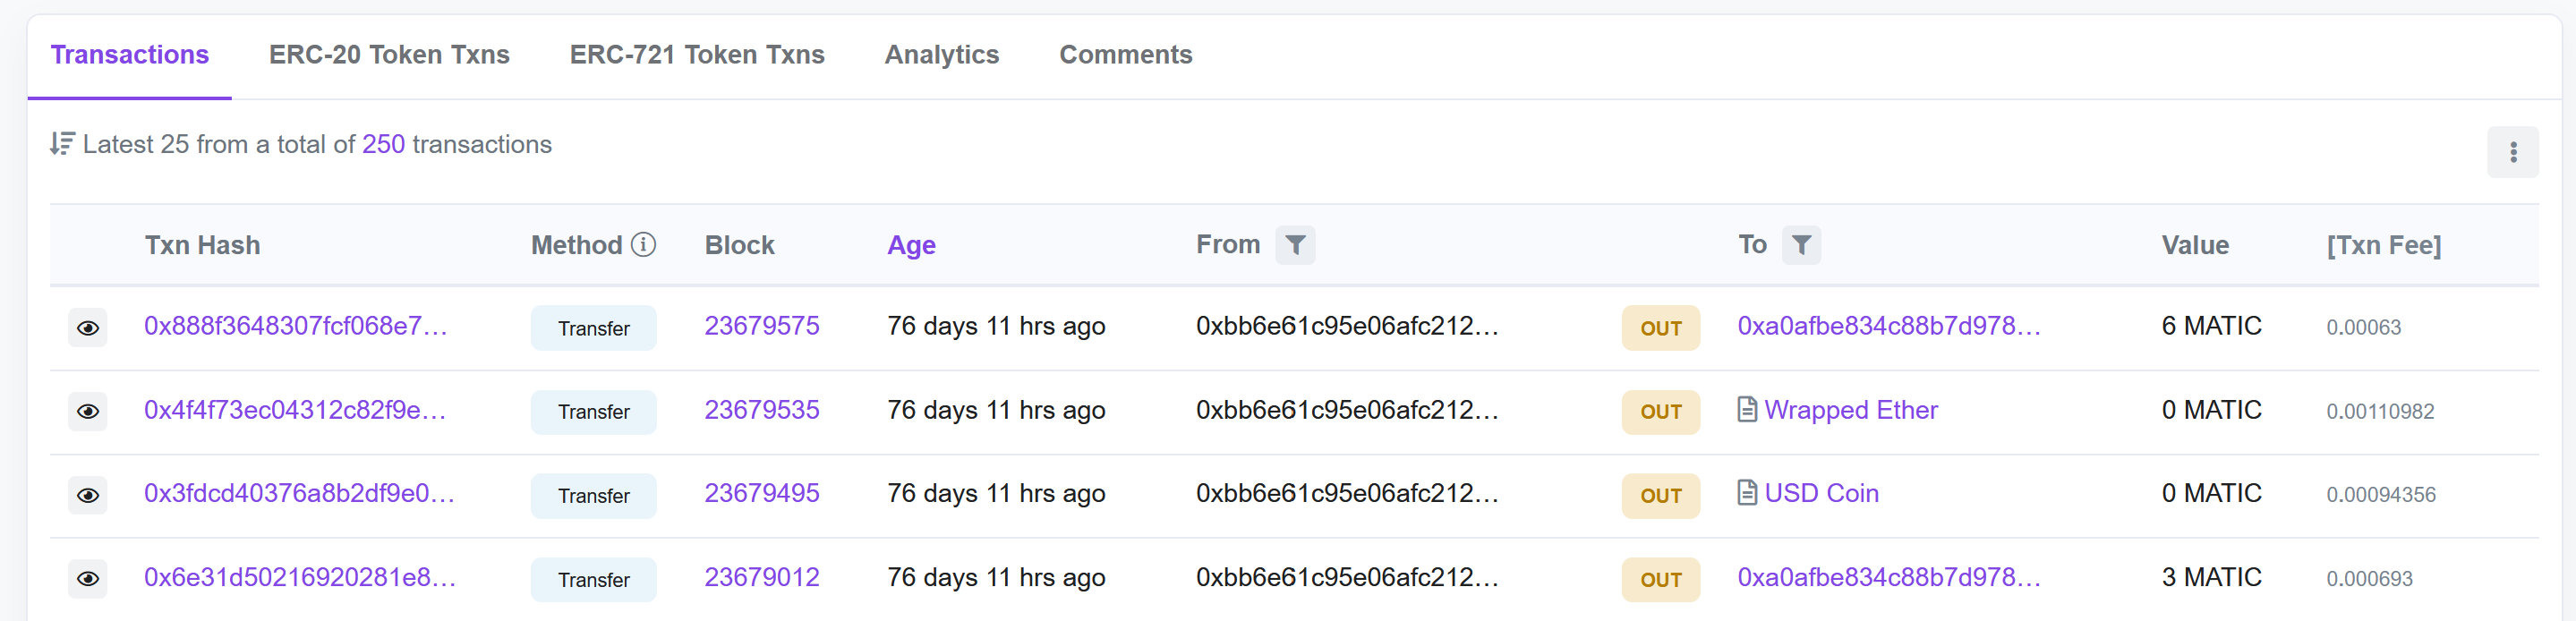 Transactions ERC-20 Token Txns ERC-721 Token Txns Analytics Comments
Latest 25 from a total of 250 transactions
Txn Hash Method Block Age From To Value [Txn Fee]
0x888f3648307fcf068e7... Transfer 23679575 76 days 11 hrs ago 0xbb6e61c95e06afc212... OUT 0xa0afbe834c88b7d978... 6 MATIC 0.00063
0x4f4f73ec04312c82f9e... Transfer 23679535 76 days 11 hrs ago 0xbb6e61c95e06afc212... OUT Wrapped Ether 0 MATIC 0.00110982
0x3fdcd40376a8b2df9e0... Transfer 23679495 76 days 11 hrs ago 0xbb6e61c95e06afc212... OUT USD Coin 0 MATIC 0.00094356
0x6e31d50216920281e8... Transfer 23679012 76 days 11 hrs ago 0xbb6e61c95e06afc212... OUT 0xa0afbe834c88b7d978... 3 MATIC 0.000693